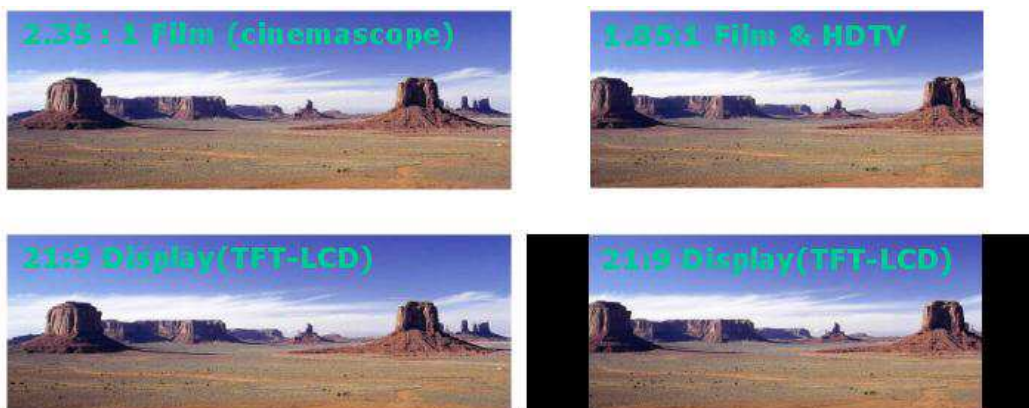 2.35 : 1 Film (cinemascope)
1.85:1 Film & HDTV
21:9 Display(TFT-LCD)
21:9 Display(TFT-LCD)